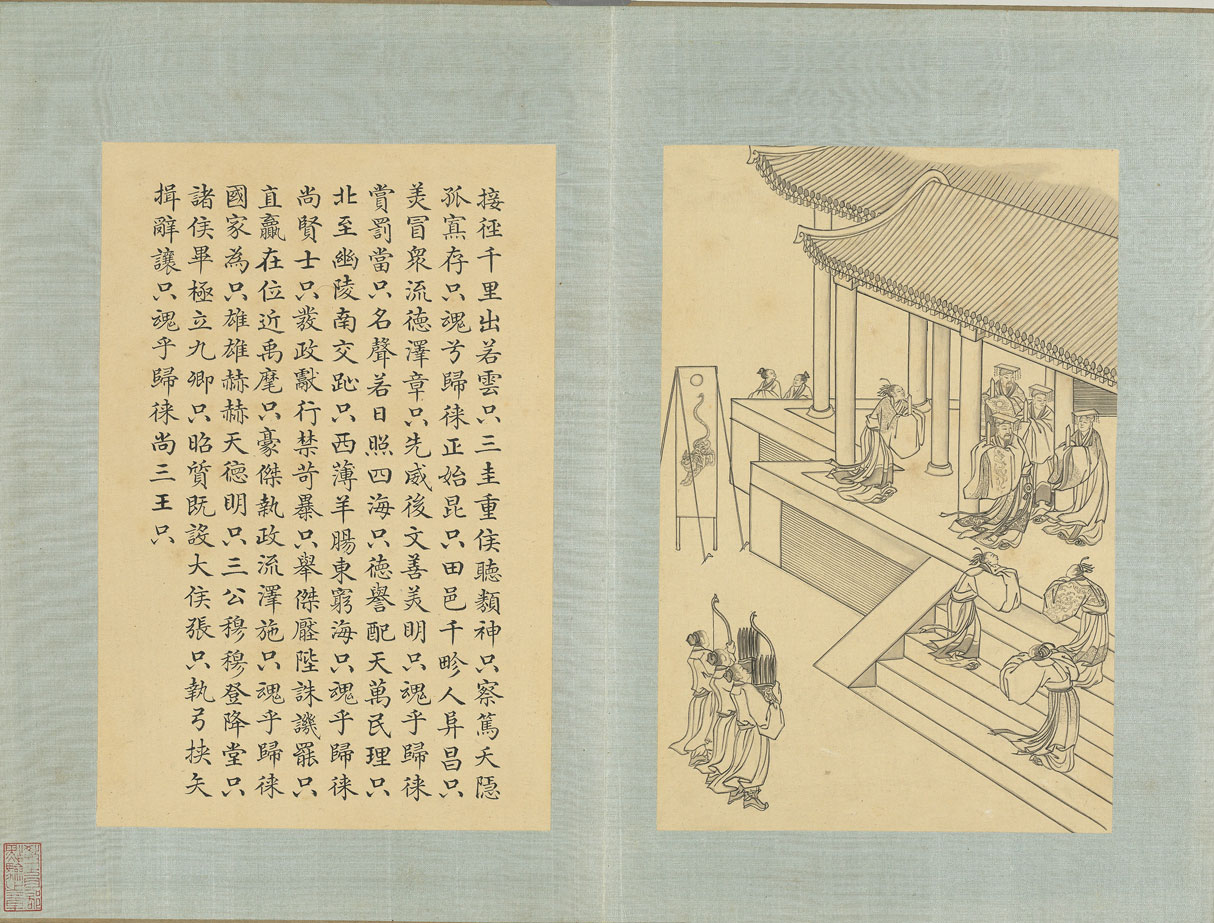 接徑千里出若雲只三圭重侯聽類神只察篤夭隱
孤寡存只魂兮歸徠正始昆只田邑千畛人阜昌只
美冒衆流德澤章只先威後文善美明只魂乎歸徠
賞罰當只名聲若日照四海只德譽配天萬民理只
北至幽陵南交趾只西薄羊腸東窮海只魂乎歸徠
尚賢士只發政獻行禁苛暴只舉傑壓陛誅譏罷只
直贏在位近禹麾只豪傑執政流澤施只魂乎歸徠
國家為只雄雄赫赫天德明只三公穆穆登降堂只
諸侯畢極立九卿只昭質既設大侯張只執弓挾矢
揖辭讓只魂乎歸徠尚三王只
教育部
點驗之章